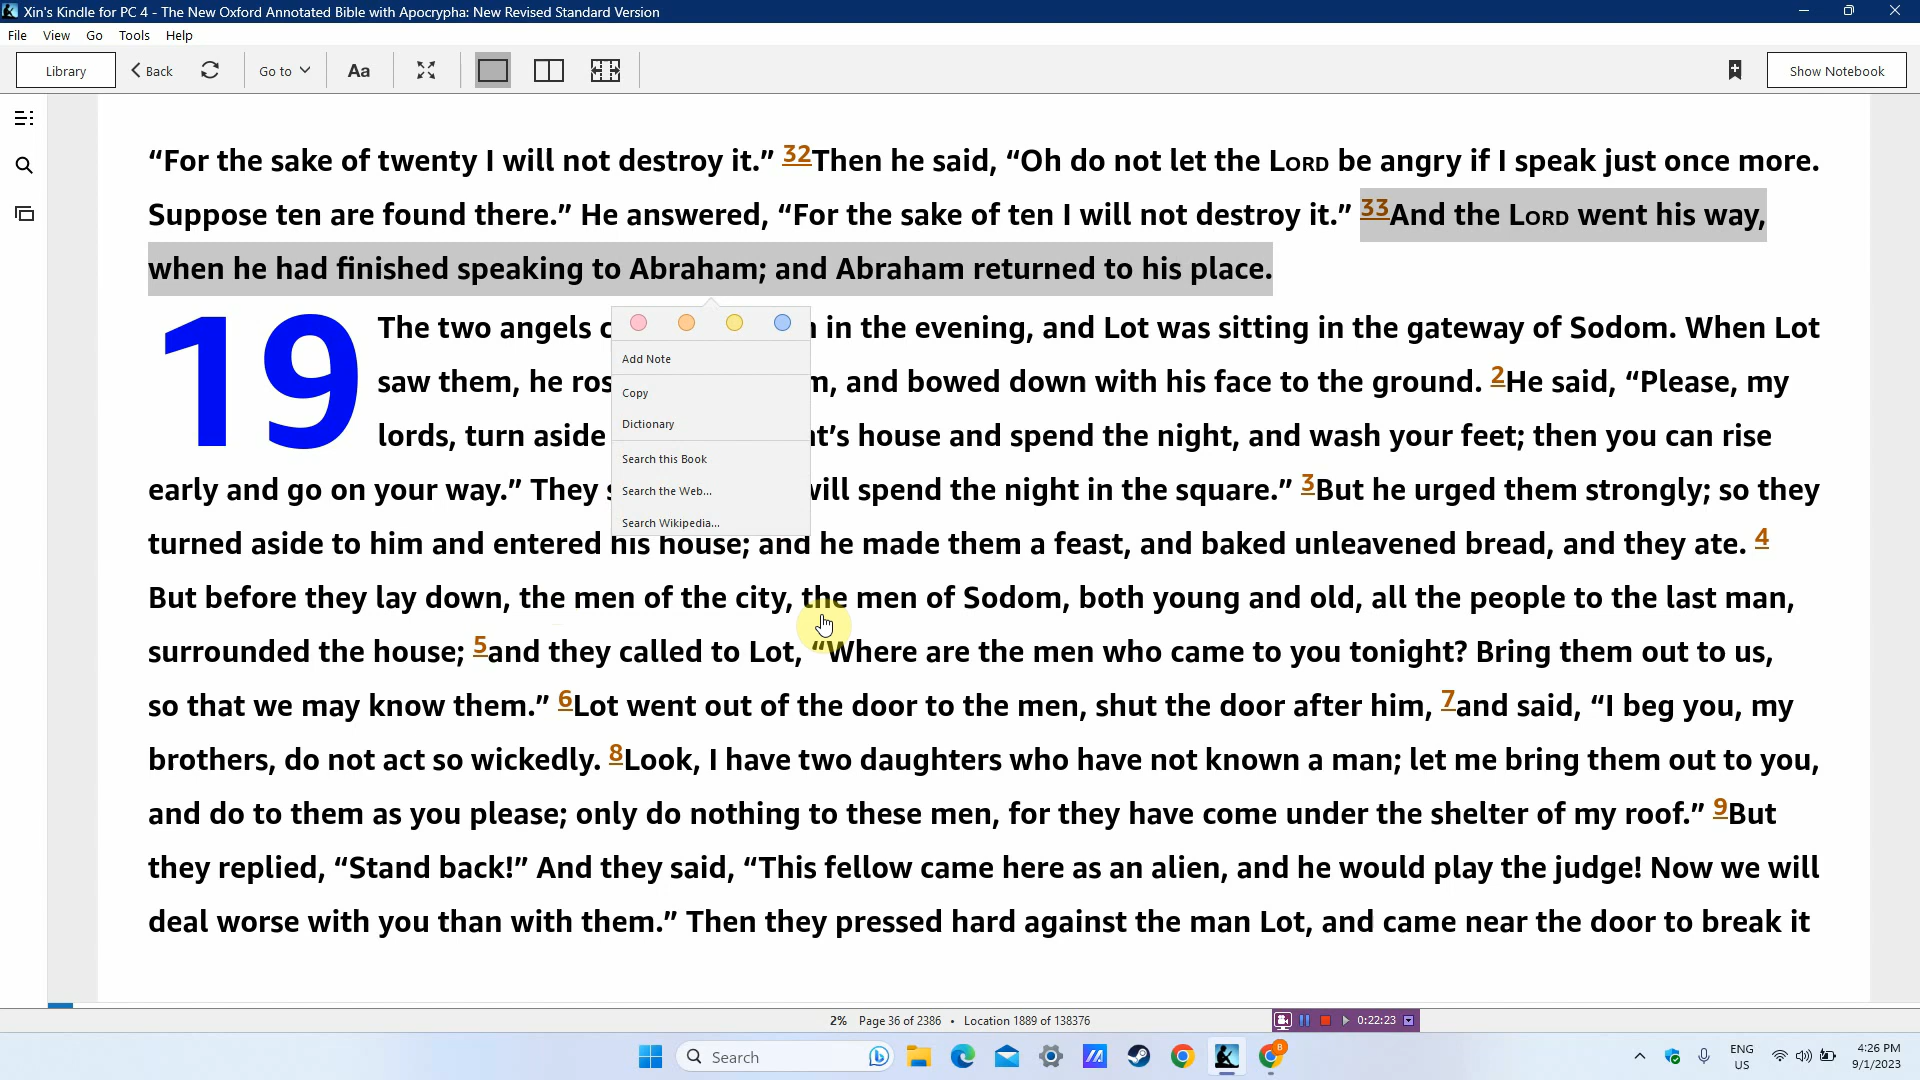 Xin's Kindle for PC 4 - The New Oxford Annotated Bible with Apocrypha: New Revised Standard Version
File View Go Tools Help
Library Back Go to Aa Show Notebook
“For the sake of twenty I will not destroy it.” 32Then he said, “Oh do not let the LORD be angry if I speak just once more.
Suppose ten are found there.” He answered, “For the sake of ten I will not destroy it.” 33And the LORD went his way,
when he had finished speaking to Abraham; and Abraham returned to his place.
19 The two angels c in the evening, and Lot was sitting in the gateway of Sodom. When Lot
saw them, he ros m, and bowed down with his face to the ground. 2He said, “Please, my
lords, turn aside t’s house and spend the night, and wash your feet; then you can rise
early and go on your way.” They s will spend the night in the square.” 3But he urged them strongly; so they
turned aside to him and entered his house; and he made them a feast, and baked unleavened bread, and they ate. 4
But before they lay down, the men of the city, the men of Sodom, both young and old, all the people to the last man,
surrounded the house; 5and they called to Lot, “Where are the men who came to you tonight? Bring them out to us,
so that we may know them.” 6Lot went out of the door to the men, shut the door after him, 7and said, “I beg you, my
brothers, do not act so wickedly. 8Look, I have two daughters who have not known a man; let me bring them out to you,
and do to them as you please; only do nothing to these men, for they have come under the shelter of my roof.” 9But
they replied, “Stand back!” And they said, “This fellow came here as an alien, and he would play the judge! Now we will
deal worse with you than with them.” Then they pressed hard against the man Lot, and came near the door to break it
Add Note
Copy
Dictionary
Search this Book
Search the Web...
Search Wikipedia...
2% Page 36 of 2386 • Location 1889 of 138376
0:22:23
Search
ENG
US
4:26 PM
9/1/2023